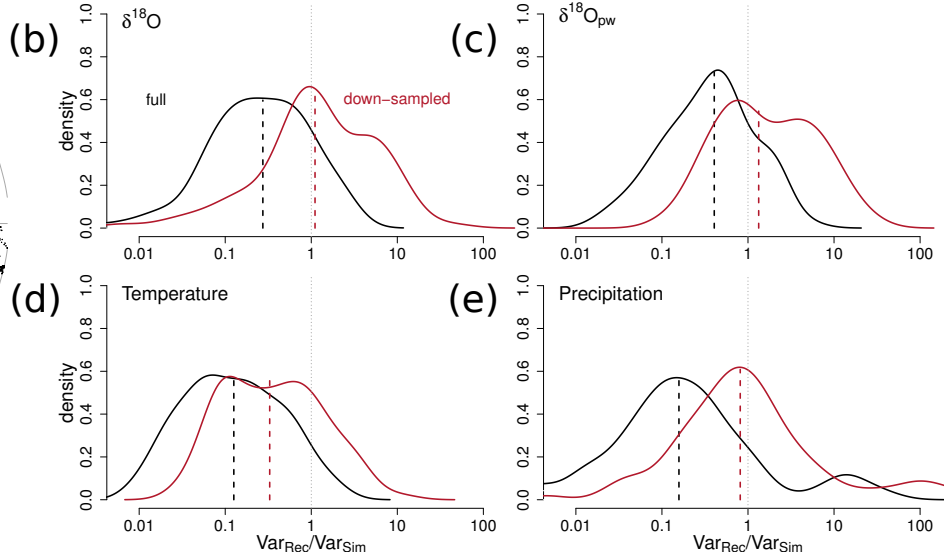 (b)
δ18O
full
down−sampled
density
0.0 0.2 0.4 0.6 0.8 1.0
0.01 0.1 1 10 100
(c)
δ18Opw
0.0 0.2 0.4 0.6 0.8 1.0
0.01 0.1 1 10 100
(d)
Temperature
density
0.0 0.2 0.4 0.6 0.8 1.0
0.01 0.1 1 10 100
VarRec/VarSim
(e)
Precipitation
0.0 0.2 0.4 0.6 0.8 1.0
0.01 0.1 1 10 100
VarRec/VarSim